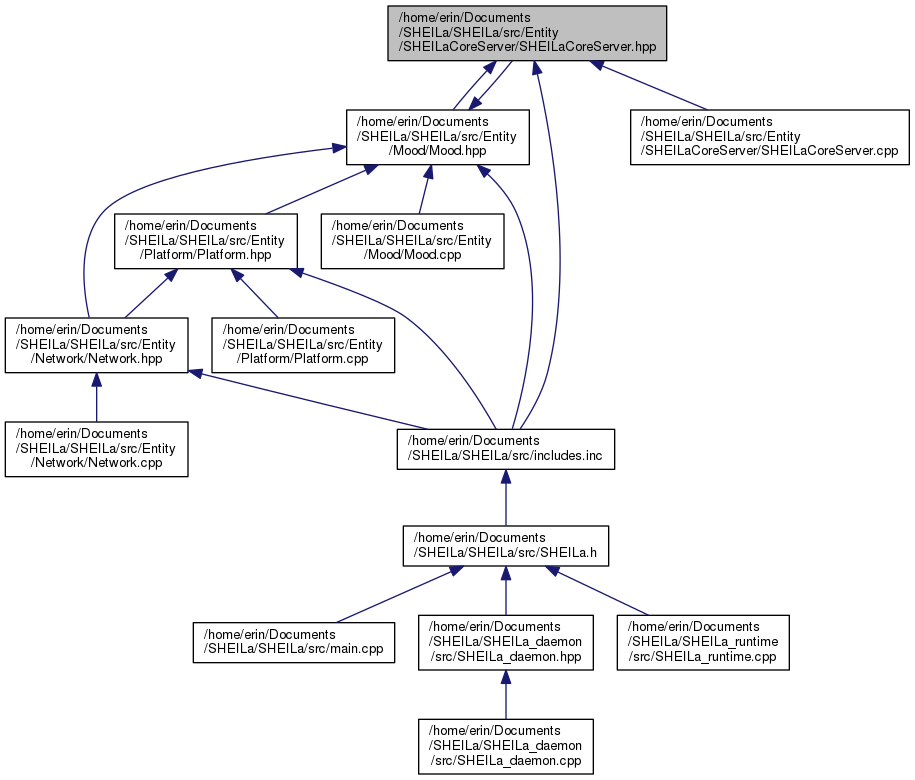 /home/erin/Documents
/SHEILa/SHEILa/src/Entity
/SHEILaCoreServer/SHEILaCoreServer.hpp
/home/erin/Documents
/SHEILa/SHEILa/src/Entity
/Mood/Mood.hpp
/home/erin/Documents
/SHEILa/SHEILa/src/Entity
/SHEILaCoreServer/SHEILaCoreServer.cpp
/home/erin/Documents
/SHEILa/SHEILa/src/Entity
/Platform/Platform.hpp
/home/erin/Documents
/SHEILa/SHEILa/src/Entity
/Mood/Mood.cpp
/home/erin/Documents
/SHEILa/SHEILa/src/Entity
/Network/Network.hpp
/home/erin/Documents
/SHEILa/SHEILa/src/Entity
/Platform/Platform.cpp
/home/erin/Documents
/SHEILa/SHEILa/src/Entity
/Network/Network.cpp
/home/erin/Documents
/SHEILa/SHEILa/src/includes.inc
/home/erin/Documents
/SHEILa/SHEILa/src/SHEILa.h
/home/erin/Documents
/SHEILa/SHEILa/src/main.cpp
/home/erin/Documents
/SHEILa/SHEILa_daemon
/src/SHEILa_daemon.hpp
/home/erin/Documents
/SHEILa/SHEILa_runtime
/src/SHEILa_runtime.cpp
/home/erin/Documents
/SHEILa/SHEILa_daemon
/src/SHEILa_daemon.cpp